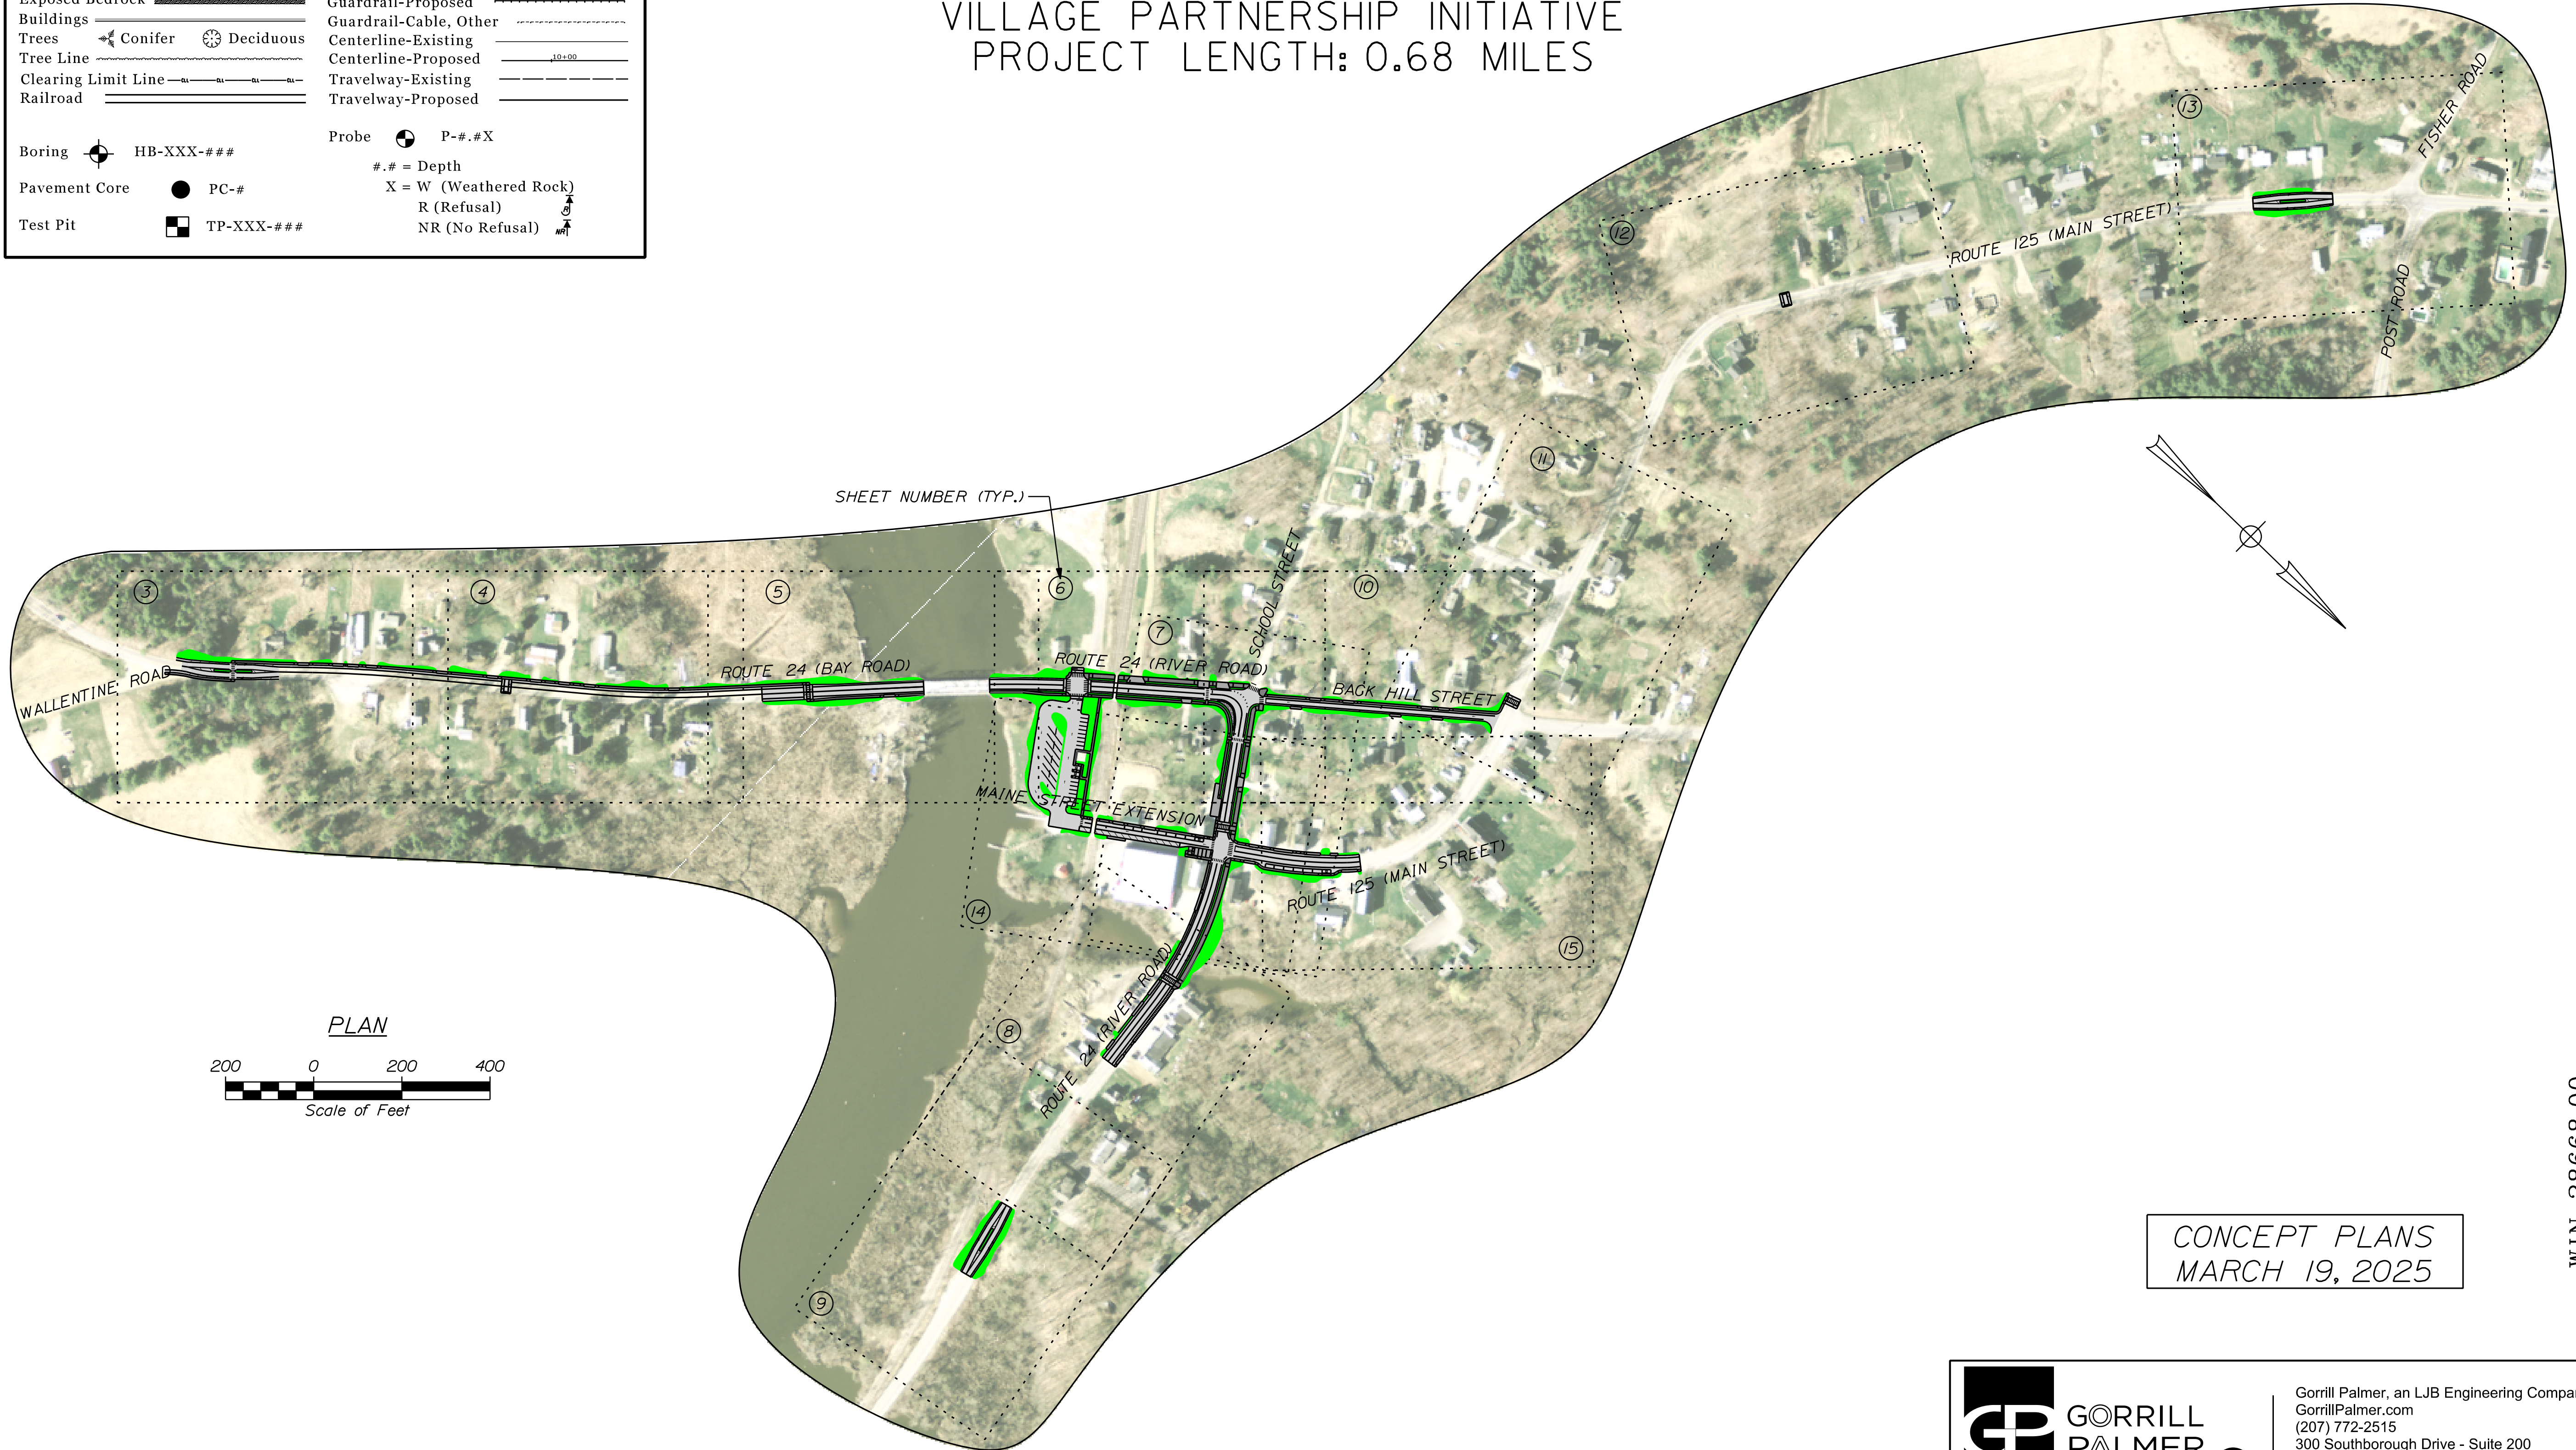 Exposed Bedrock
Buildings
Trees Conifer Deciduous
Tree Line
Clearing Limit Line
Railroad
Boring HB-XXX-###
Pavement Core PC-#
Test Pit TP-XXX-###
Guardrail-Proposed
Guardrail-Cable, Other
Centerline-Existing
Centerline-Proposed 10+00
Travelway-Existing
Travelway-Proposed
Probe P-#.#X
#.# = Depth
X = W (Weathered Rock)
R (Refusal) R
NR (No Refusal) NR
VILLAGE PARTNERSHIP INITIATIVE
PROJECT LENGTH: 0.68 MILES
13
FISHER ROAD
12
ROUTE 125 (MAIN STREET)
POST ROAD
11
SHEET NUMBER (TYP.)
3
4
5
6
10
7
SCHOOL STREET
ROUTE 24 (BAY ROAD)
ROUTE 24 (RIVER ROAD)
BACK HILL STREET
WALLENTINE ROAD
MAINE STREET EXTENSION
ROUTE 125 (MAIN STREET)
14
15
ROUTE 24 (RIVER ROAD)
8
ROUTE 24 (RIVER ROAD)
9
PLAN
200 0 200 400
Scale of Feet
CONCEPT PLANS
MARCH 19, 2025
GP
GORRILL
PALMER
Gorrill Palmer, an LJB Engineering
GorrillPalmer.com
(207) 772-2515
300 Southborough Drive - Suite 200